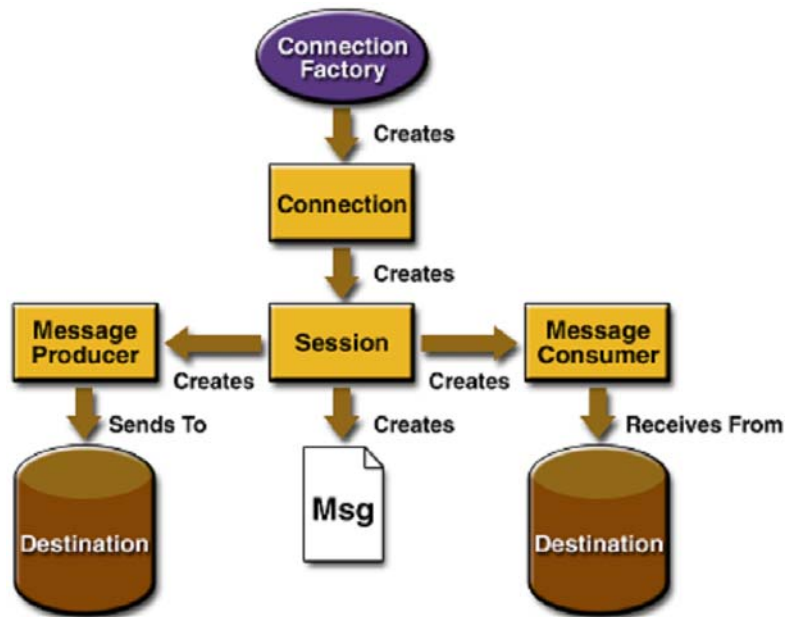 Connection
Factory
Creates
Connection
Creates
Message
Producer
Session
Message
Consumer
Creates
Creates
Sends To
Creates
Receives From
Msg
Destination
Destination